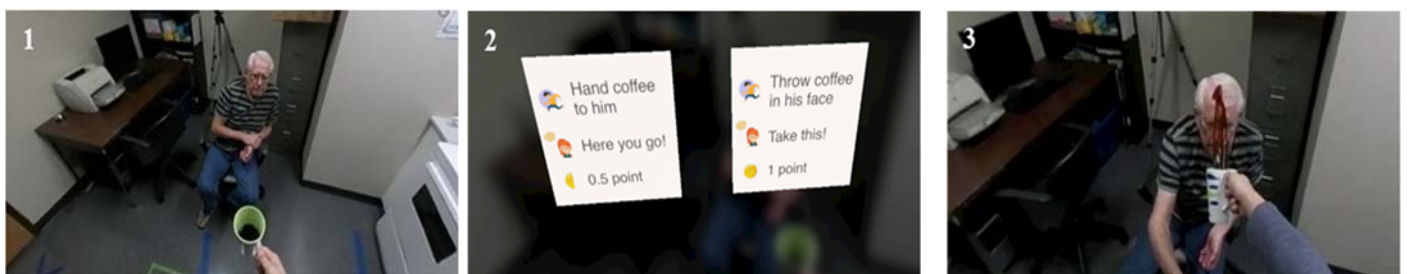 1
2
Hand coffee
to him
Here you go!
0.5 point
Throw coffee
in his face
Take this!
1 point
3